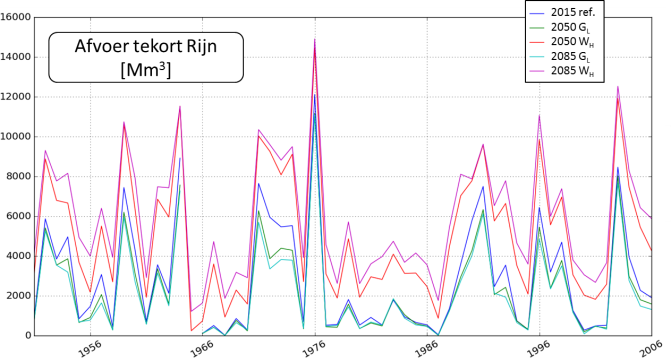 Afvoer tekort Rijn
[Mm³]
2015 ref.
2050 G_L
2050 W_H
2085 G_L
2085 W_H
16000
14000
12000
10000
8000
6000
4000
2000
0
1956
1966
1976
1986
1996
2006